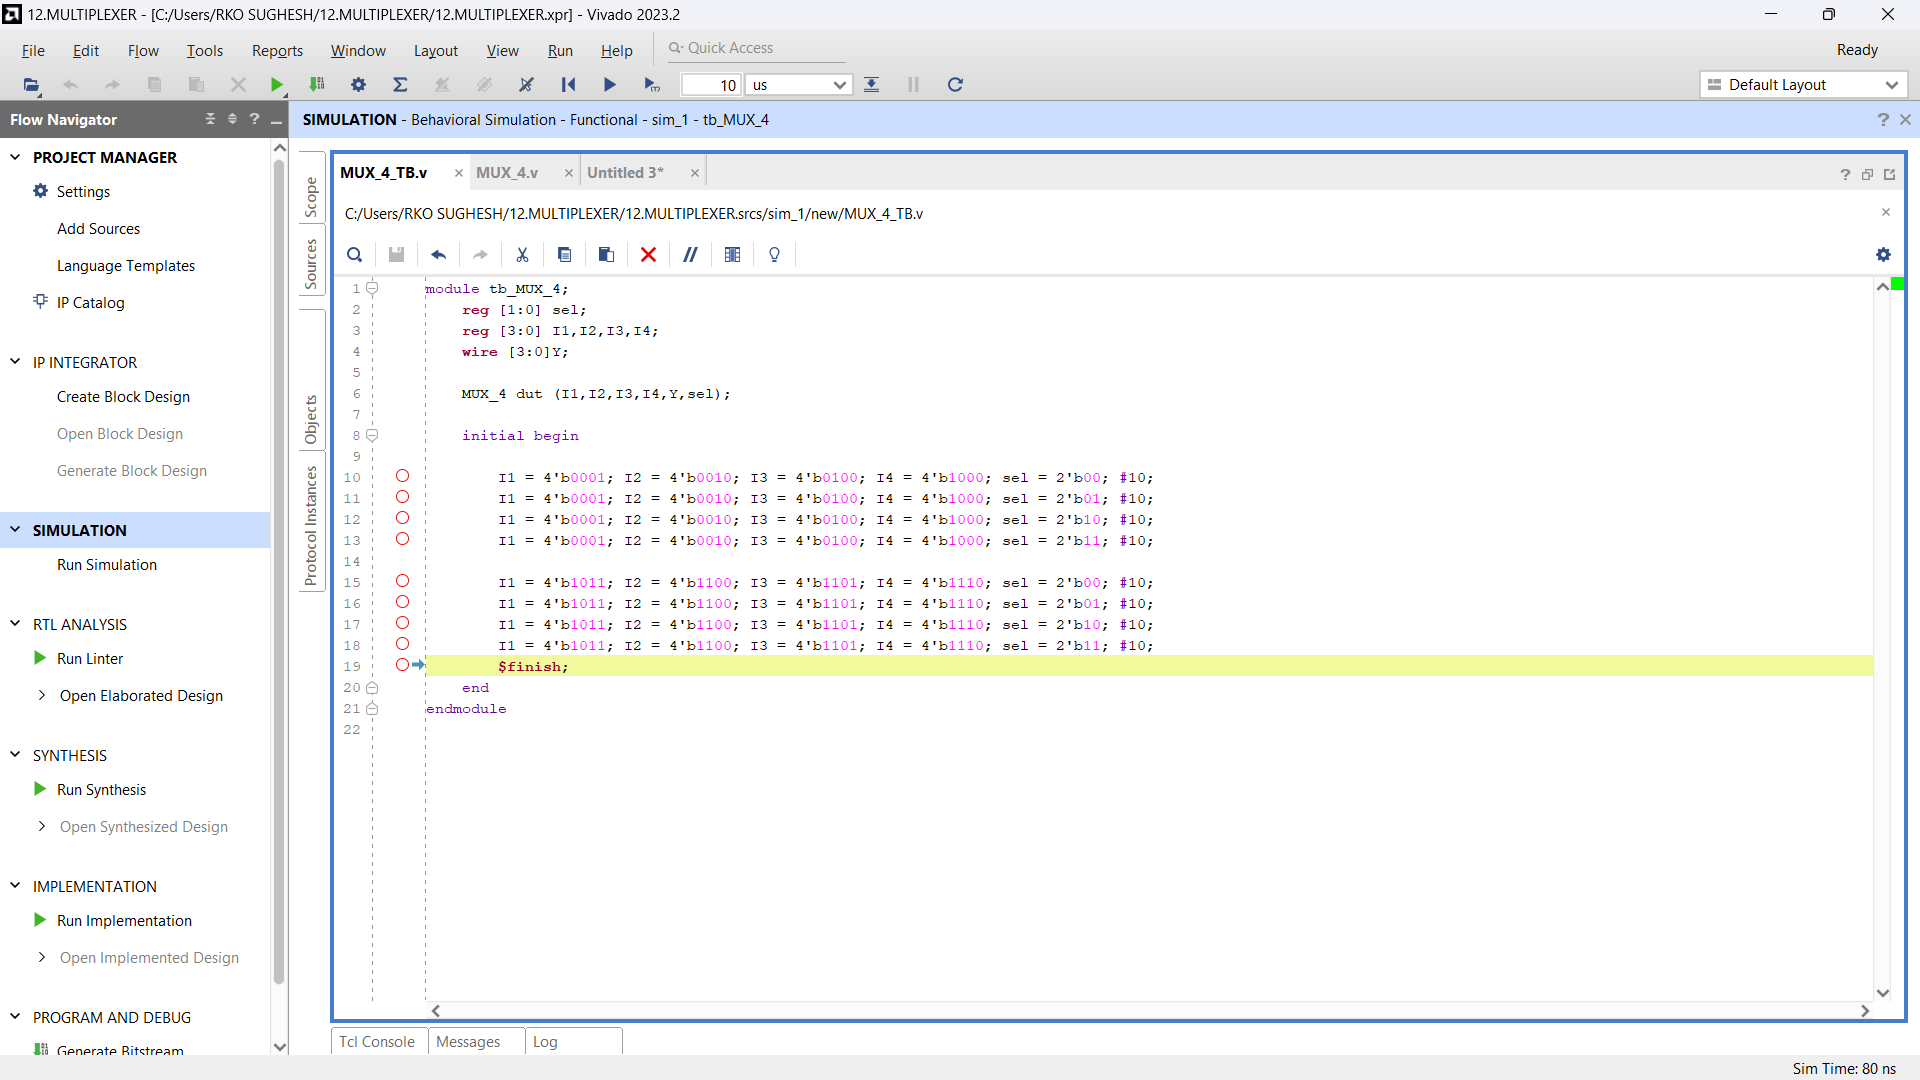 12.MULTIPLEXER - [C:/Users/RKO SUGHESH/12.MULTIPLEXER/12.MULTIPLEXER.xpr] - Vivado 2023.2
File Edit Flow Tools Reports Window Layout View Run Help Quick Access Ready
10 us Default Layout
Flow Navigator ? SIMULATION - Behavioral Simulation - Functional - sim_1 - tb_MUX_4 ?
PROJECT MANAGER
Settings
Add Sources
Language Templates
IP Catalog
IP INTEGRATOR
Create Block Design
Open Block Design
Generate Block Design
SIMULATION
Run Simulation
RTL ANALYSIS
Run Linter
Open Elaborated Design
SYNTHESIS
Run Synthesis
Open Synthesized Design
IMPLEMENTATION
Run Implementation
Open Implemented Design
PROGRAM AND DEBUG
Generate Bitstream
Scope
Sources
Objects
Protocol Instances
MUX_4_TB.v MUX_4.v Untitled 3* ?
C:/Users/RKO SUGHESH/12.MULTIPLEXER/12.MULTIPLEXER.srcs/sim_1/new/MUX_4_TB.v
1 module tb_MUX_4;
2 reg [1:0] sel;
3 reg [3:0] I1,I2,I3,I4;
4 wire [3:0]Y;
5
6 MUX_4 dut (I1,I2,I3,I4,Y,sel);
7
8 initial begin
9
10 I1 = 4'b0001; I2 = 4'b0010; I3 = 4'b0100; I4 = 4'b1000; sel = 2'b00; #10;
11 I1 = 4'b0001; I2 = 4'b0010; I3 = 4'b0100; I4 = 4'b1000; sel = 2'b01; #10;
12 I1 = 4'b0001; I2 = 4'b0010; I3 = 4'b0100; I4 = 4'b1000; sel = 2'b10; #10;
13 I1 = 4'b0001; I2 = 4'b0010; I3 = 4'b0100; I4 = 4'b1000; sel = 2'b11; #10;
14
15 I1 = 4'b1011; I2 = 4'b1100; I3 = 4'b1101; I4 = 4'b1110; sel = 2'b00; #10;
16 I1 = 4'b1011; I2 = 4'b1100; I3 = 4'b1101; I4 = 4'b1110; sel = 2'b01; #10;
17 I1 = 4'b1011; I2 = 4'b1100; I3 = 4'b1101; I4 = 4'b1110; sel = 2'b10; #10;
18 I1 = 4'b1011; I2 = 4'b1100; I3 = 4'b1101; I4 = 4'b1110; sel = 2'b11; #10;
19 $finish;
20 end
21 endmodule
22
Tcl Console Messages Log
Sim Time: 80 ns